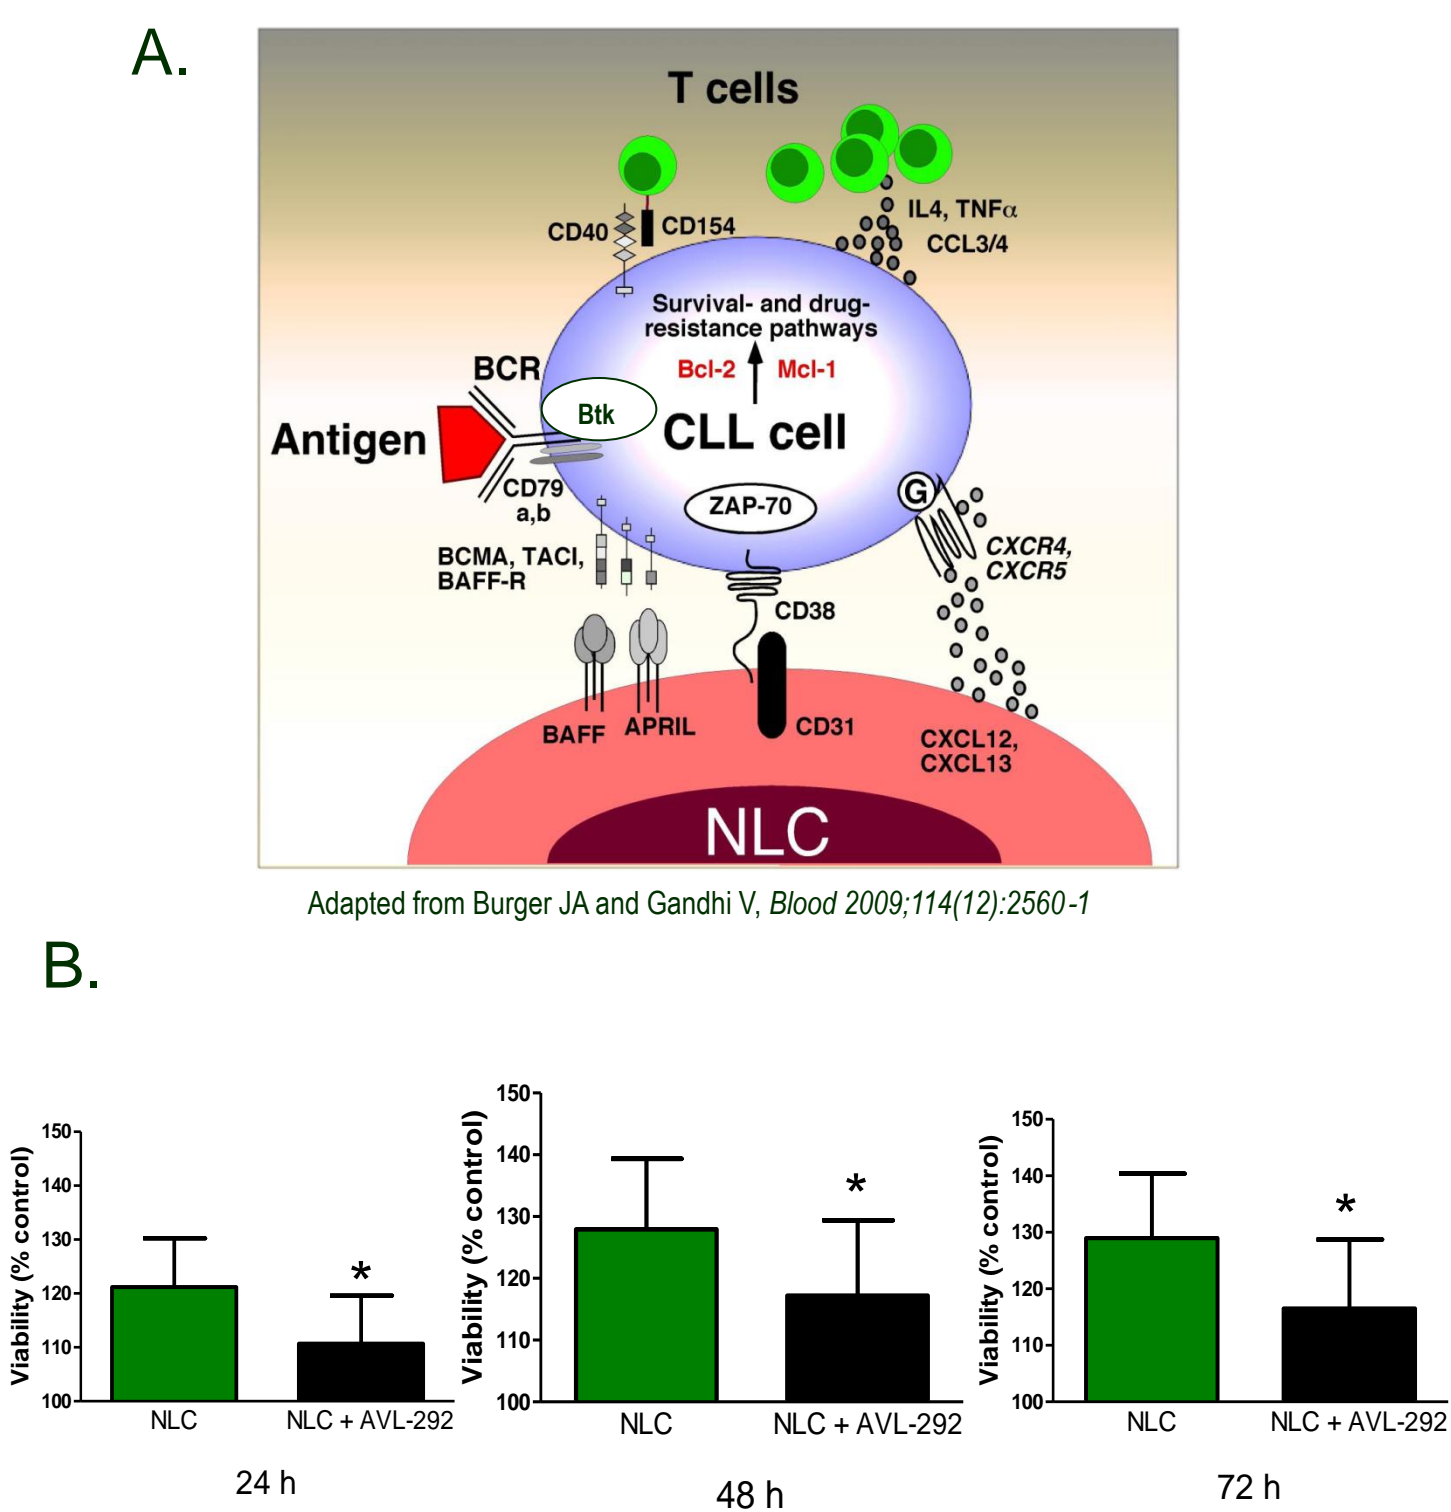 A.
T cells
CD40
CD154
IL4, TNFα
CCL3/4
Survival- and drug-
resistance pathways
Bcl-2
Mcl-1
BCR
Btk
Antigen
CLL cell
CD79
a,b
ZAP-70
G
CXCR4,
CXCR5
BCMA, TACI,
BAFF-R
CD38
BAFF
APRIL
CD31
CXCL12,
CXCL13
NLC
Adapted from Burger JA and Gandhi V, Blood 2009;114(12):2560-1
B.
Viability (% control)
150
140
130
120
110
100
*
NLC
NLC + AVL-292
24 h
Viability (% control)
150
140
130
120
110
100
*
NLC
NLC + AVL-292
48 h
Viability (% control)
150
140
130
120
110
100
*
NLC
NLC + AVL-292
72 h